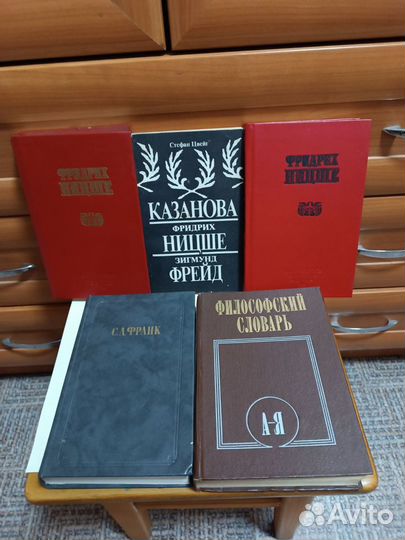 ФРИДРИХ
НИЦШЕ
Стефан Цвейг
КАЗАНОВА
ФРИДРИХ
НИЦШЕ
ЗИГМУНД
ФРЕЙД
ФРИДРИХ
НИЦШЕ
С.Л.ФРАНК
ФИЛОСОФСКИЙ
СЛОВАРЬ
А-Я
Avito